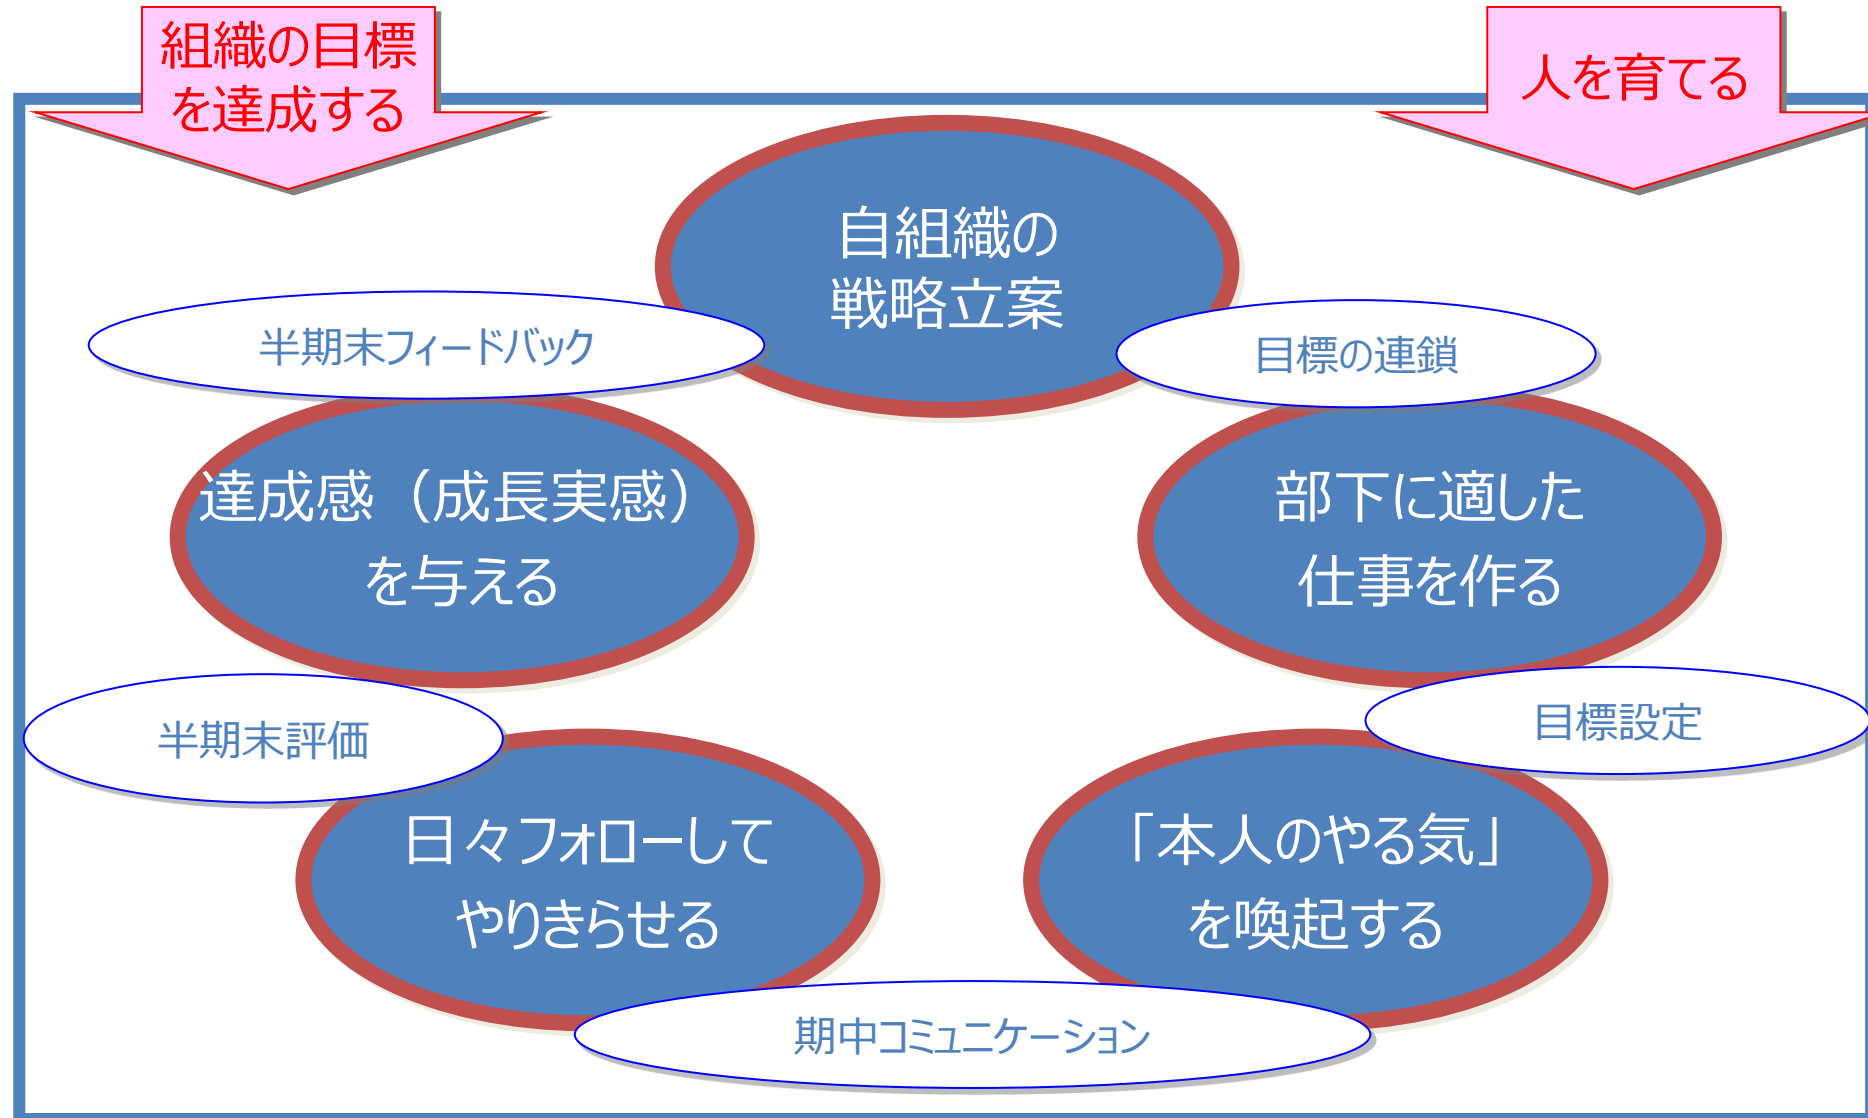 組織の目標
を達成する
人を育てる
自組織の
戦略立案
半期末フィードバック
目標の連鎖
達成感（成長実感）
を与える
部下に適した
仕事を作る
半期末評価
目標設定
日々フォローして
やりきらせる
「本人のやる気」
を喚起する
期中コミュニケーション